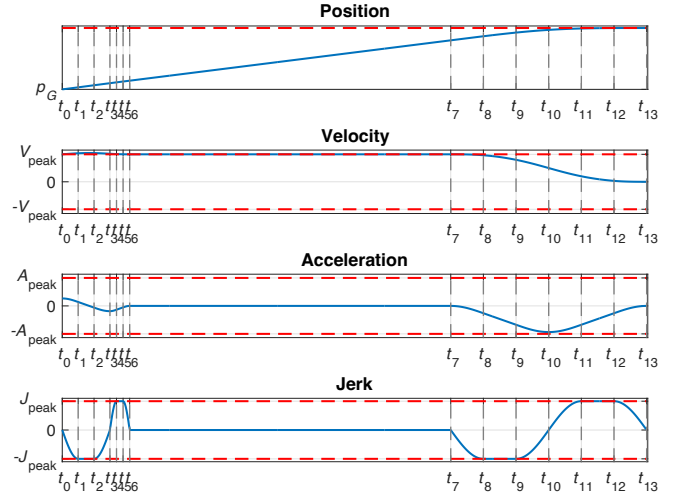 Position
p_G
t_0 t_1 t_2 t_3 t_4 t_5 t_6 t_7 t_8 t_9 t_10 t_11 t_12 t_13
Velocity
V_peak
0
-V_peak
t_0 t_1 t_2 t_3 t_4 t_5 t_6 t_7 t_8 t_9 t_10 t_11 t_12 t_13
Acceleration
A_peak
0
-A_peak
t_0 t_1 t_2 t_3 t_4 t_5 t_6 t_7 t_8 t_9 t_10 t_11 t_12 t_13
Jerk
J_peak
0
-J_peak
t_0 t_1 t_2 t_3 t_4 t_5 t_6 t_7 t_8 t_9 t_10 t_11 t_12 t_13